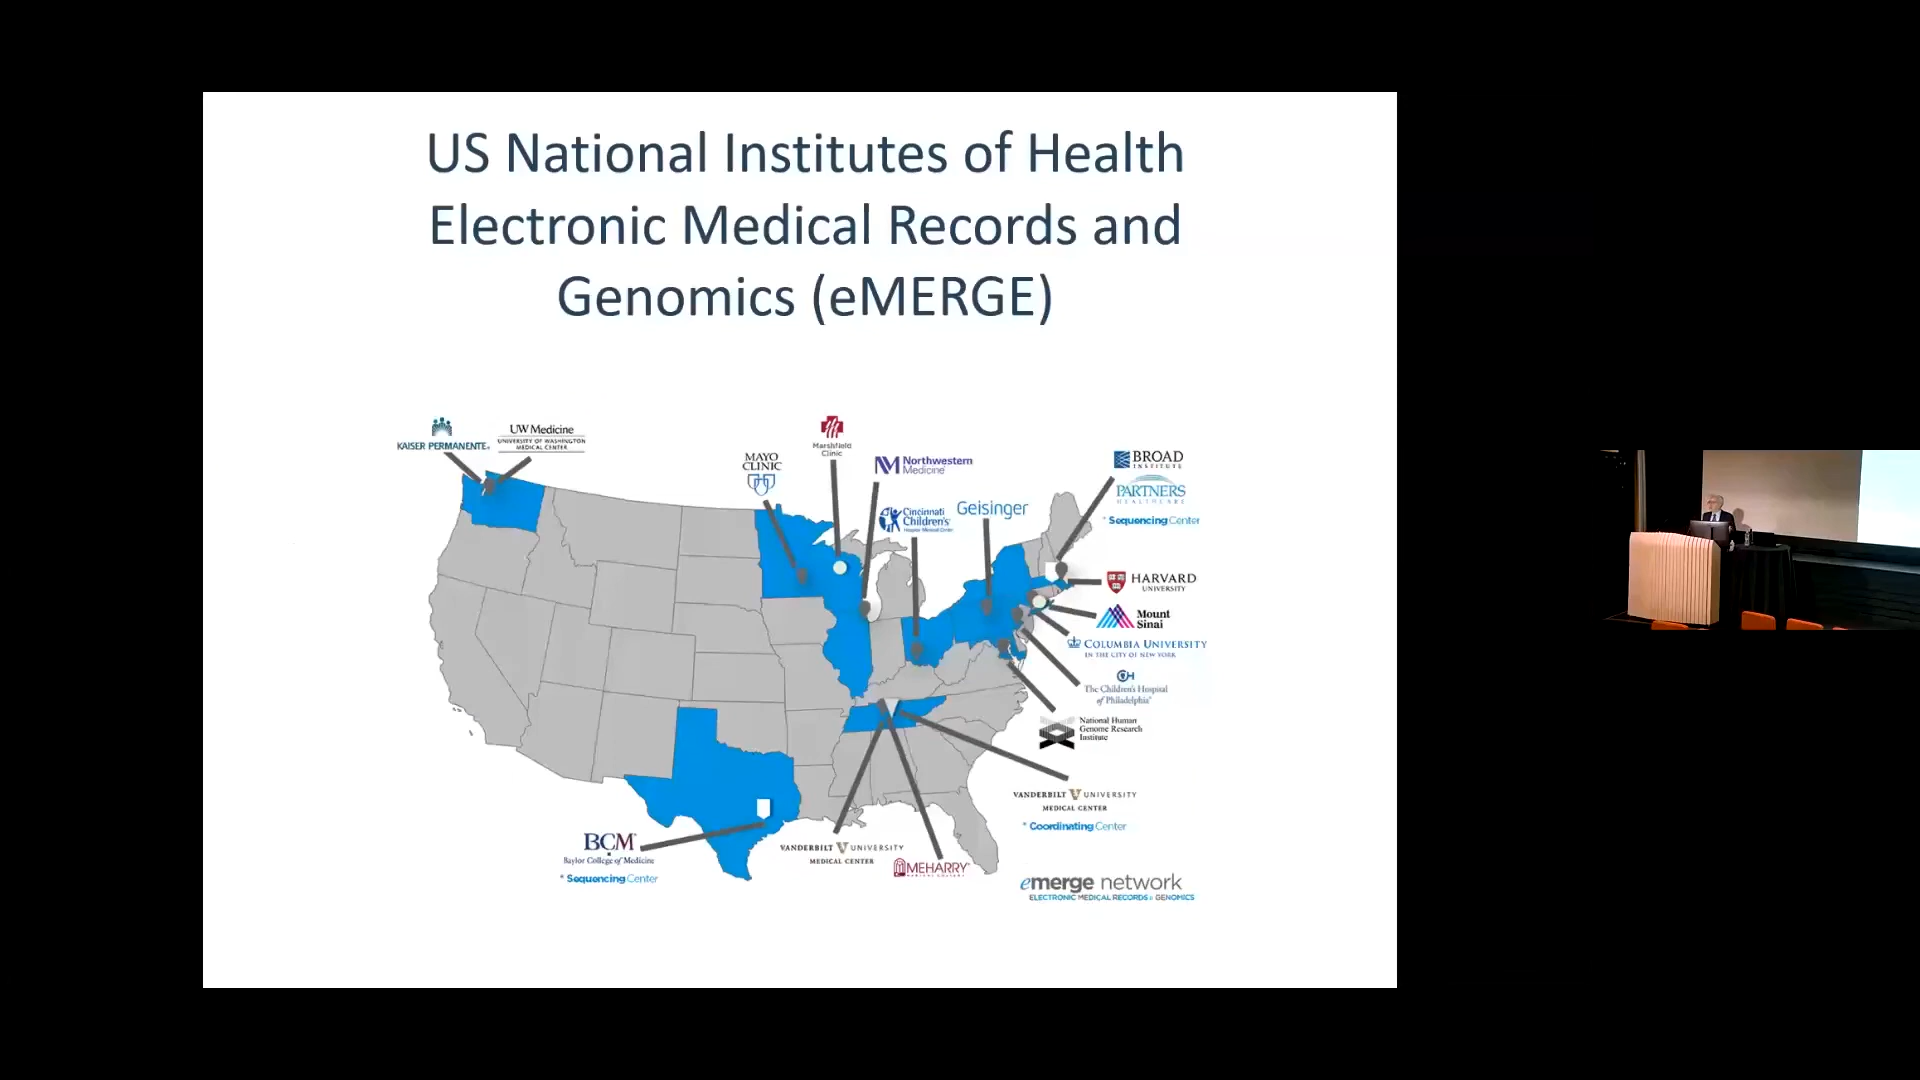 US National Institutes of Health
Electronic Medical Records and
Genomics (eMERGE)
KAISER PERMANENTE®
UW Medicine
UNIVERSITY OF WASHINGTON
MEDICAL CENTER
MAYO
CLINIC
Marshfield
Clinic
Northwestern
Medicine
Cincinnati
Children's
Hospital Medical Center
Geisinger
BROAD
INSTITUTE
PARTNERS
HEALTHCARE
* Sequencing Center
HARVARD
UNIVERSITY
Mount
Sinai
COLUMBIA UNIVERSITY
IN THE CITY OF NEW YORK
The Children's Hospital
of Philadelphia®
National Human
Genome Research
Institute
VANDERBILT V UNIVERSITY
MEDICAL CENTER
* Coordinating Center
BCM®
Baylor College of Medicine
* Sequencing Center
VANDERBILT V UNIVERSITY
MEDICAL CENTER
MEHARRY
emerge network
ELECTRONIC MEDICAL RECORDS & GENOMICS